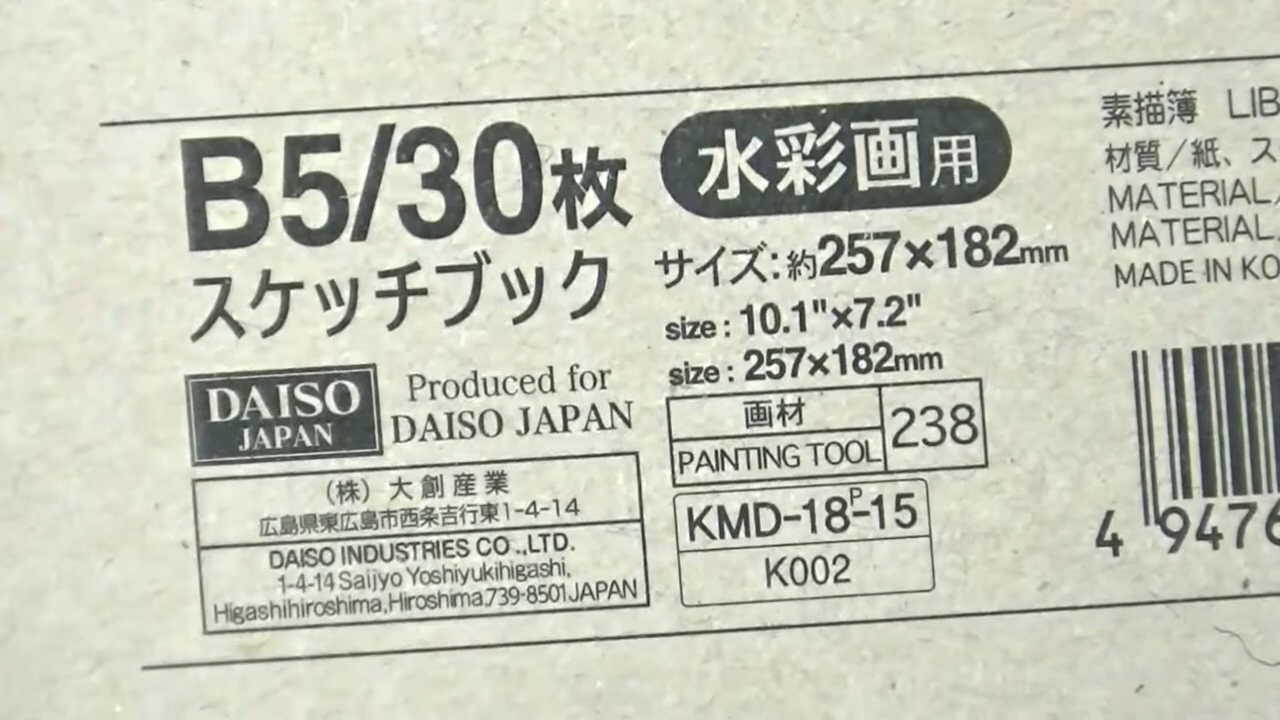 B5/30枚
水彩画用
スケッチブック
サイズ：約257×182mm
size : 10.1"×7.2"
size : 257×182mm
DAISO
JAPAN
Produced for
DAISO JAPAN
画材
PAINTING TOOL
238
(株) 大創産業
広島県東広島市西条吉行東1-4-14
DAISO INDUSTRIES CO.,LTD.
1-4-14 Saijyo Yoshiyukihigashi,
Higashihiroshima,Hiroshima,739-8501JAPAN
KMD-18-P-15
K002
素描簿 LIB
材質／紙、ス
MATERIAL
MATERIAL
MADE IN KO
4 9476